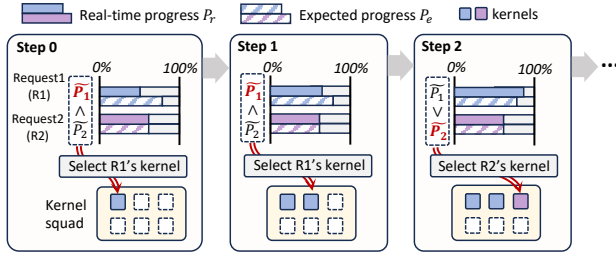 Real-time progress P_r
Expected progress P_e
kernels
Step 0
Step 1
Step 2
0%
100%
0%
100%
0%
100%
...
Request1
(R1)
Request2
(R2)
P̃_1
∧
P̃_2
P̃_1
∧
P̃_2
P̃_1
∨
P̃_2
Select R1's kernel
Select R1's kernel
Select R2's kernel
Kernel
squad